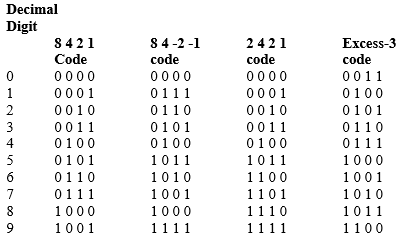 Decimal
Digit
8 4 2 1 8 4 -2 -1 2 4 2 1 Excess-3
Code code code code
0 0 0 0 0 0 0 0 0 0 0 0 0 0 0 1 1
1 0 0 0 1 0 1 1 1 0 0 0 1 0 1 0 0
2 0 0 1 0 0 1 1 0 0 0 1 0 0 1 0 1
3 0 0 1 1 0 1 0 1 0 0 1 1 0 1 1 0
4 0 1 0 0 0 1 0 0 0 1 0 0 0 1 1 1
5 0 1 0 1 1 0 1 1 1 0 1 1 1 0 0 0
6 0 1 1 0 1 0 1 0 1 1 0 0 1 0 0 1
7 0 1 1 1 1 0 0 1 1 1 0 1 1 0 1 0
8 1 0 0 0 1 0 0 0 1 1 1 0 1 0 1 1
9 1 0 0 1 1 1 1 1 1 1 1 1 1 1 0 0